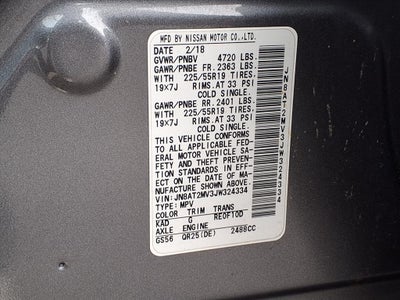 MFD BY NISSAN MOTOR CO.,LTD.
DATE 2/18
GVWR/PNBV 4720 LBS.
GAWR/PNBE FR. 2363 LBS.
WITH 225/55R19 TIRES,
19×7J RIMS,AT 33 PSI
COLD SINGLE.
GAWR/PNBE RR. 2401 LBS.
WITH 225/55R19 TIRES,
19×7J RIMS,AT 33 PSI
COLD SINGLE.
THIS VEHICLE CONFORMS
TO ALL APPLICABLE FED-
ERAL MOTOR VEHICLE SA-
FETY AND THEFT PREVEN-
TION STANDARDS IN EFF-
ECT ON THE DATE OF MA-
NUFACTURE SHOWN ABOVE.
VIN:JN8AT2MV3JW324334
TYPE:MPV
COLOR TRIM TRANS
KAD G RE0F10D
AXLE ENGINE
GS56 QR25(DE) 2488CC
JN8AT2MV3JW324334